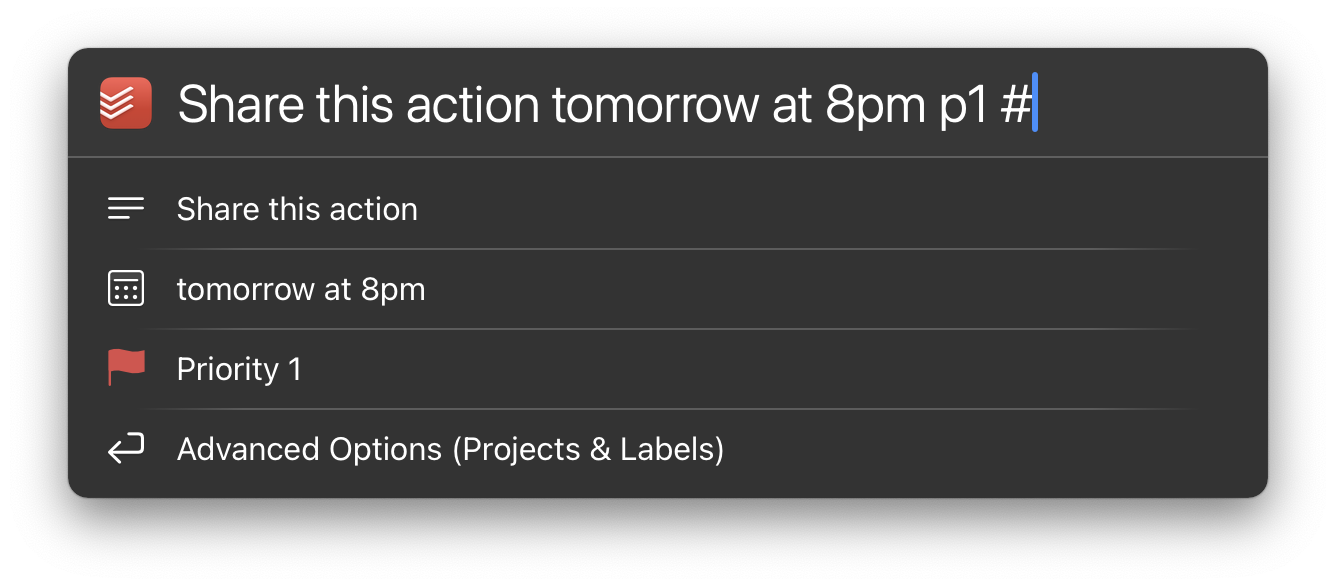 Share this action tomorrow at 8pm p1 #
Share this action
tomorrow at 8pm
Priority 1
Advanced Options (Projects & Labels)